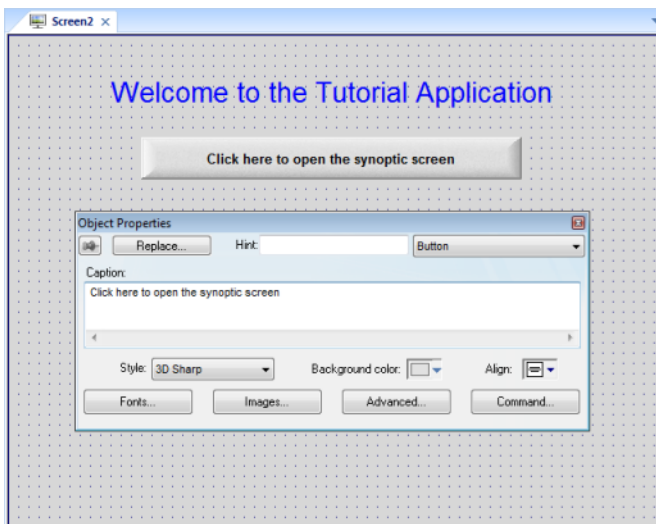 Screen2
Welcome to the Tutorial Application
Click here to open the synoptic screen
Object Properties
Replace... Hint: Button
Caption:
Click here to open the synoptic screen
Style: 3D Sharp Background color: Align:
Fonts... Images... Advanced... Command...